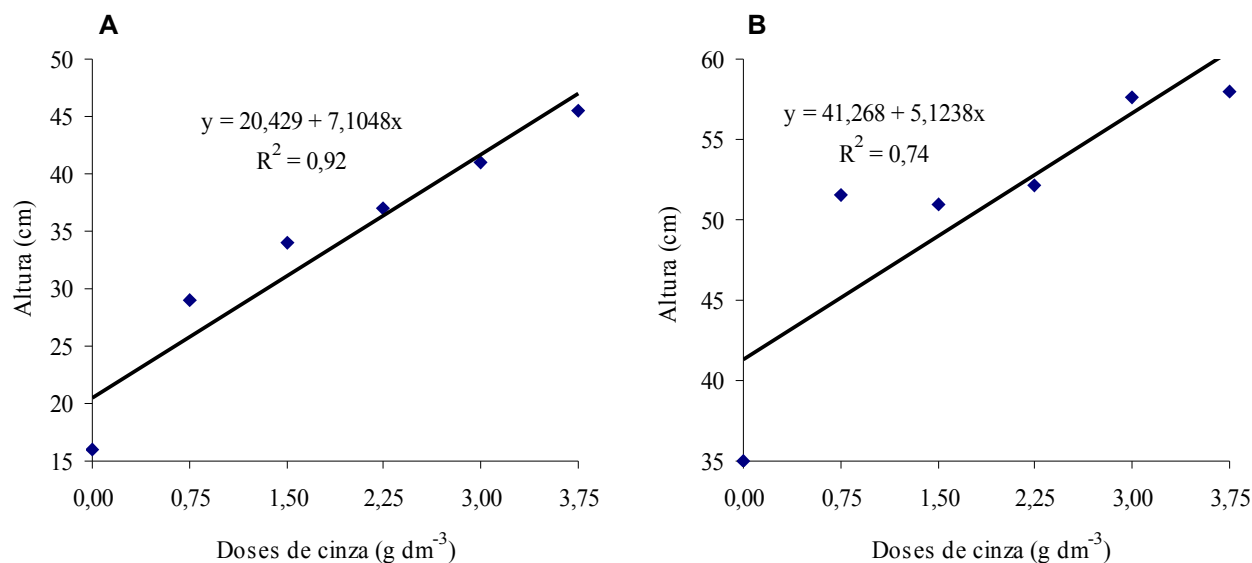 A
Altura (cm)
50
45
40
35
30
25
20
15
y = 20,429 + 7,1048x
R² = 0,92
0,00 0,75 1,50 2,25 3,00 3,75
Doses de cinza (g dm⁻³)
B
Altura (cm)
60
55
50
45
40
35
y = 41,268 + 5,1238x
R² = 0,74
0,00 0,75 1,50 2,25 3,00 3,75
Doses de cinza (g dm⁻³)